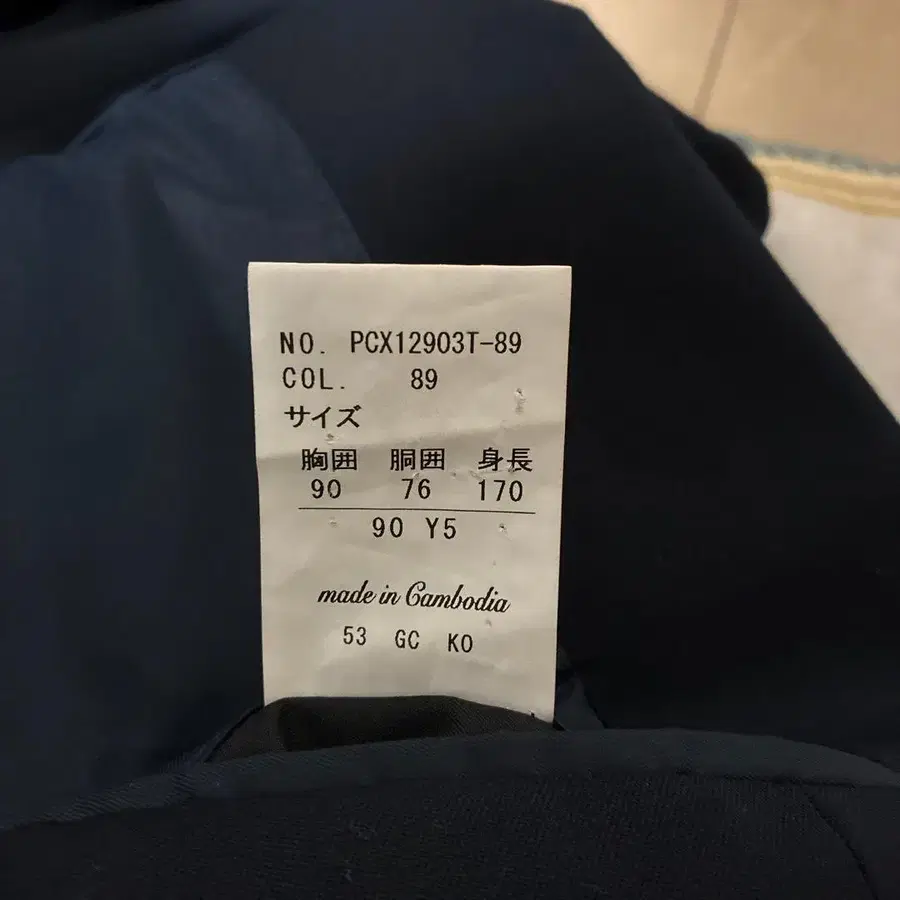 NO. PCX12903T-89
COL. 89
サイズ
胸囲 胴囲 身長
90 76 170
90 Y5
made in Cambodia
53 GC KO